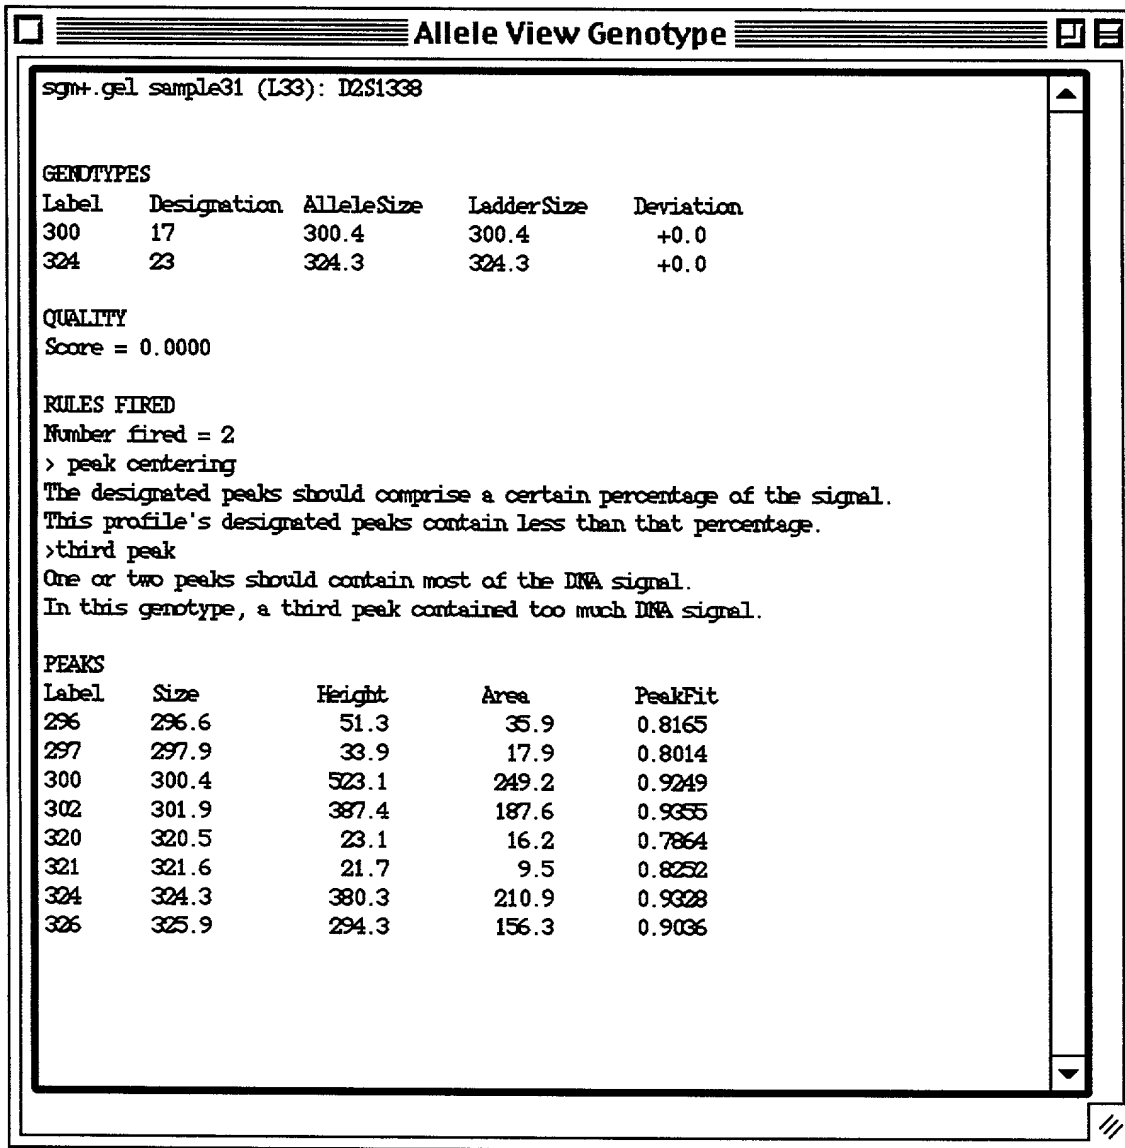 Allele View Genotype
sgm+.gel sample31 (L33): D2S1338
GENOTYPES
Label Designation AlleleSize LadderSize Deviation
300 17 300.4 300.4 +0.0
324 23 324.3 324.3 +0.0
QUALITY
Score = 0.0000
RULES FIRED
Number fired = 2
> peak centering
The designated peaks should comprise a certain percentage of the signal.
This profile's designated peaks contain less than that percentage.
>third peak
One or two peaks should contain most of the DNA signal.
In this genotype, a third peak contained too much DNA signal.
PEAKS
Label Size Height Area PeakFit
296 296.6 51.3 35.9 0.8165
297 297.9 33.9 17.9 0.8014
300 300.4 523.1 249.2 0.9249
302 301.9 387.4 187.6 0.9355
320 320.5 23.1 16.2 0.7864
321 321.6 21.7 9.5 0.8252
324 324.3 380.3 210.9 0.9328
326 325.9 294.3 156.3 0.9036